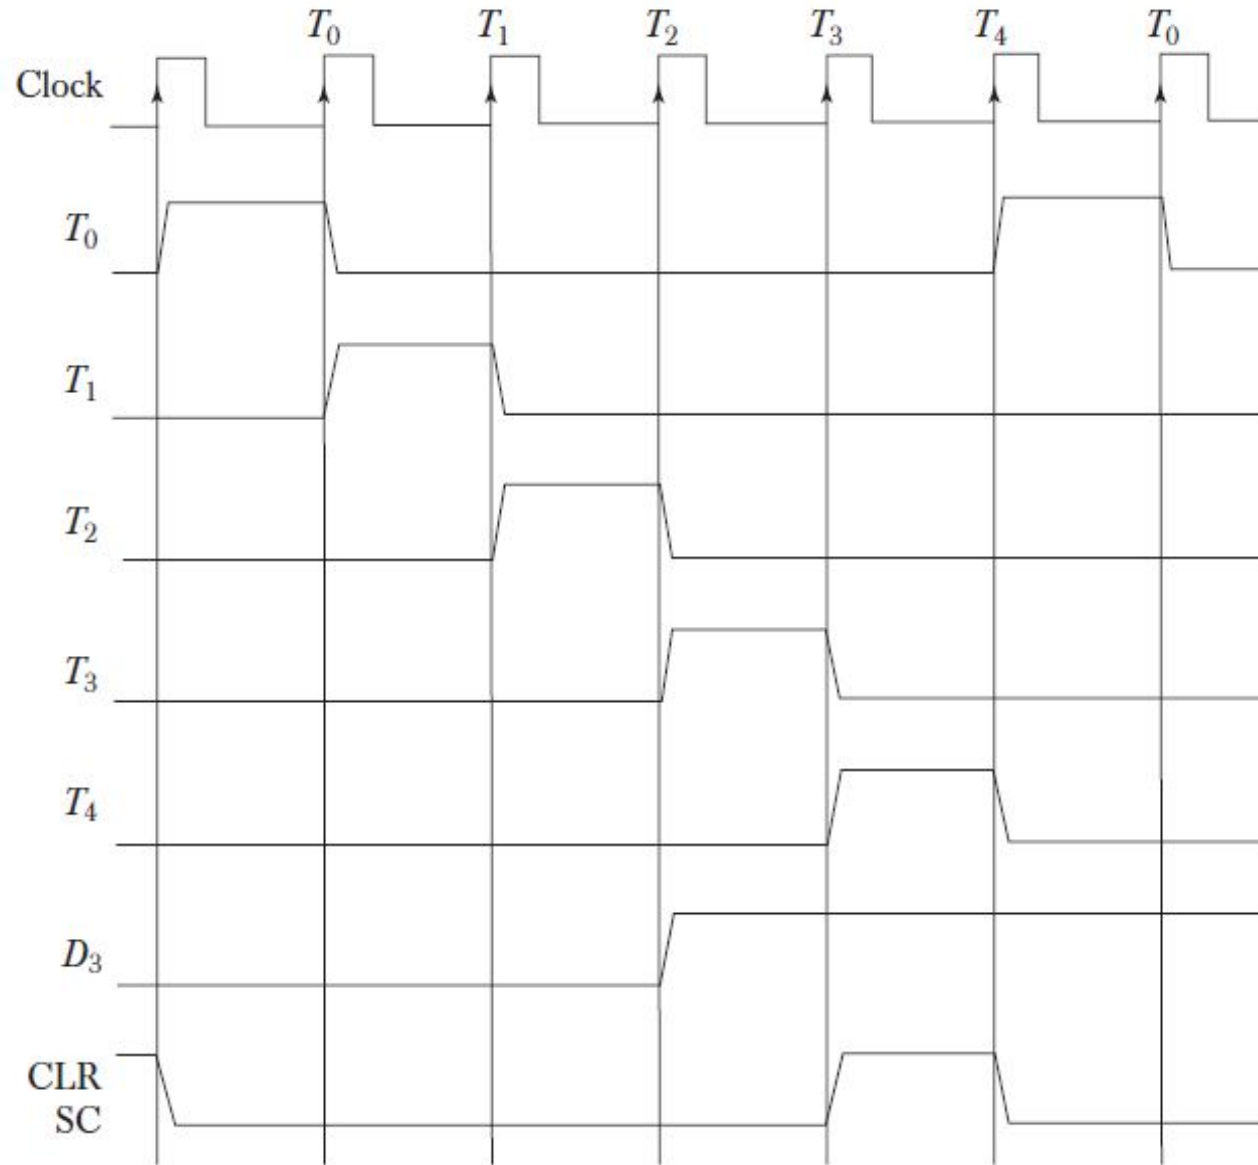 T₀ T₁ T₂ T₃ T₄ T₀
Clock
T₀
T₁
T₂
T₃
T₄
D₃
CLR
SC